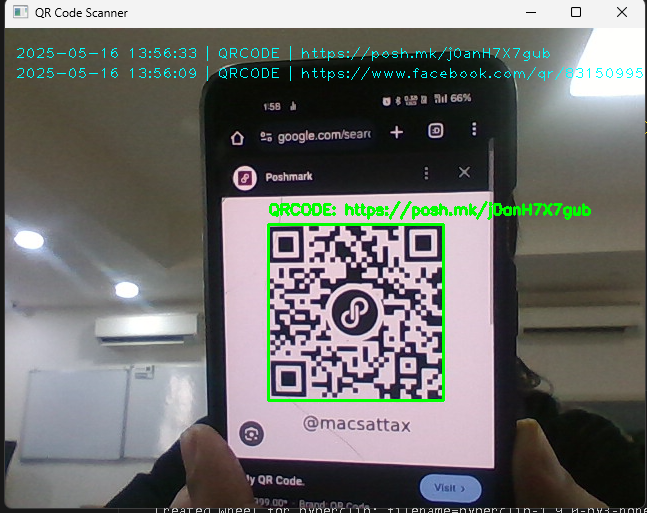 QR Code Scanner
2025-05-16 13:56:33 | QRCODE | https://posh.mk/j0anH7X7gub
2025-05-16 13:56:09 | QRCODE | https://www.facebook.com/qr/83150995
1:58
66%
google.com/searc
Poshmark
QRCODE: https://posh.mk/j0anH7X7gub
@macsattax
ly QR Code.
Visit >
399.00* · Brand: QR Code
Created wheel for pyperclip: filename=pyperclip-1.9.0-py3-none